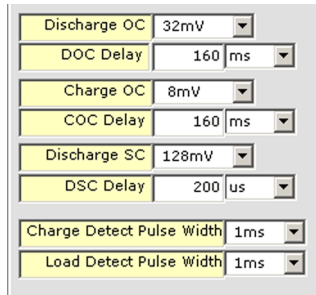 Discharge OC 32mV
DOC Delay 160 ms
Charge OC 8mV
COC Delay 160 ms
Discharge SC 128mV
DSC Delay 200 us
Charge Detect Pulse Width 1ms
Load Detect Pulse Width 1ms